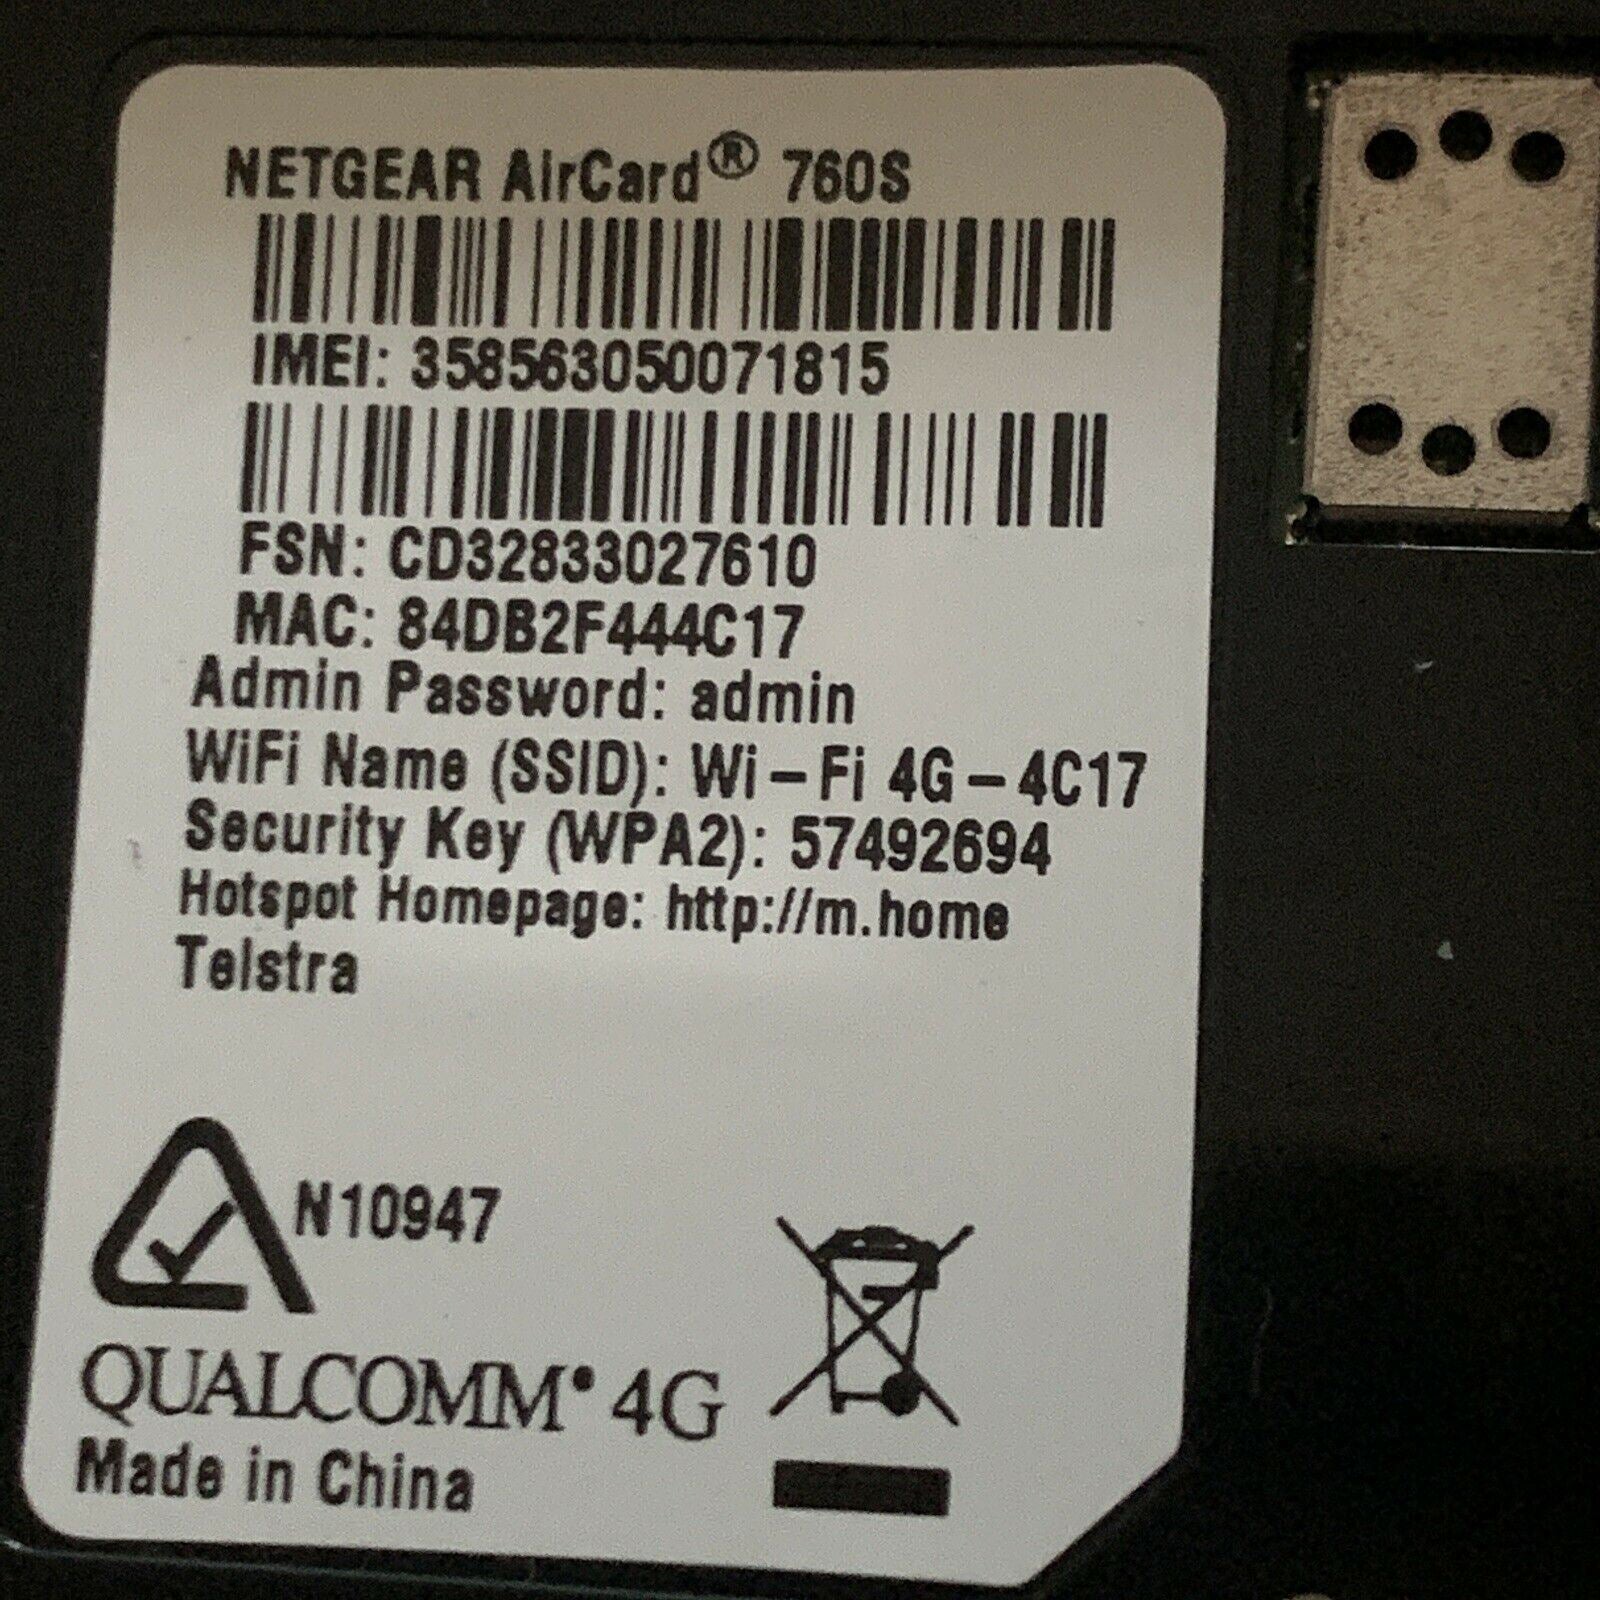 NETGEAR AirCard® 760S
IMEI: 358563050071815
FSN: CD32833027610
MAC: 84DB2F444C17
Admin Password: admin
WiFi Name (SSID): Wi-Fi 4G-4C17
Security Key (WPA2): 57492694
Hotspot Homepage: http://m.home
Telstra
N10947
QUALCOMM® 4G
Made in China